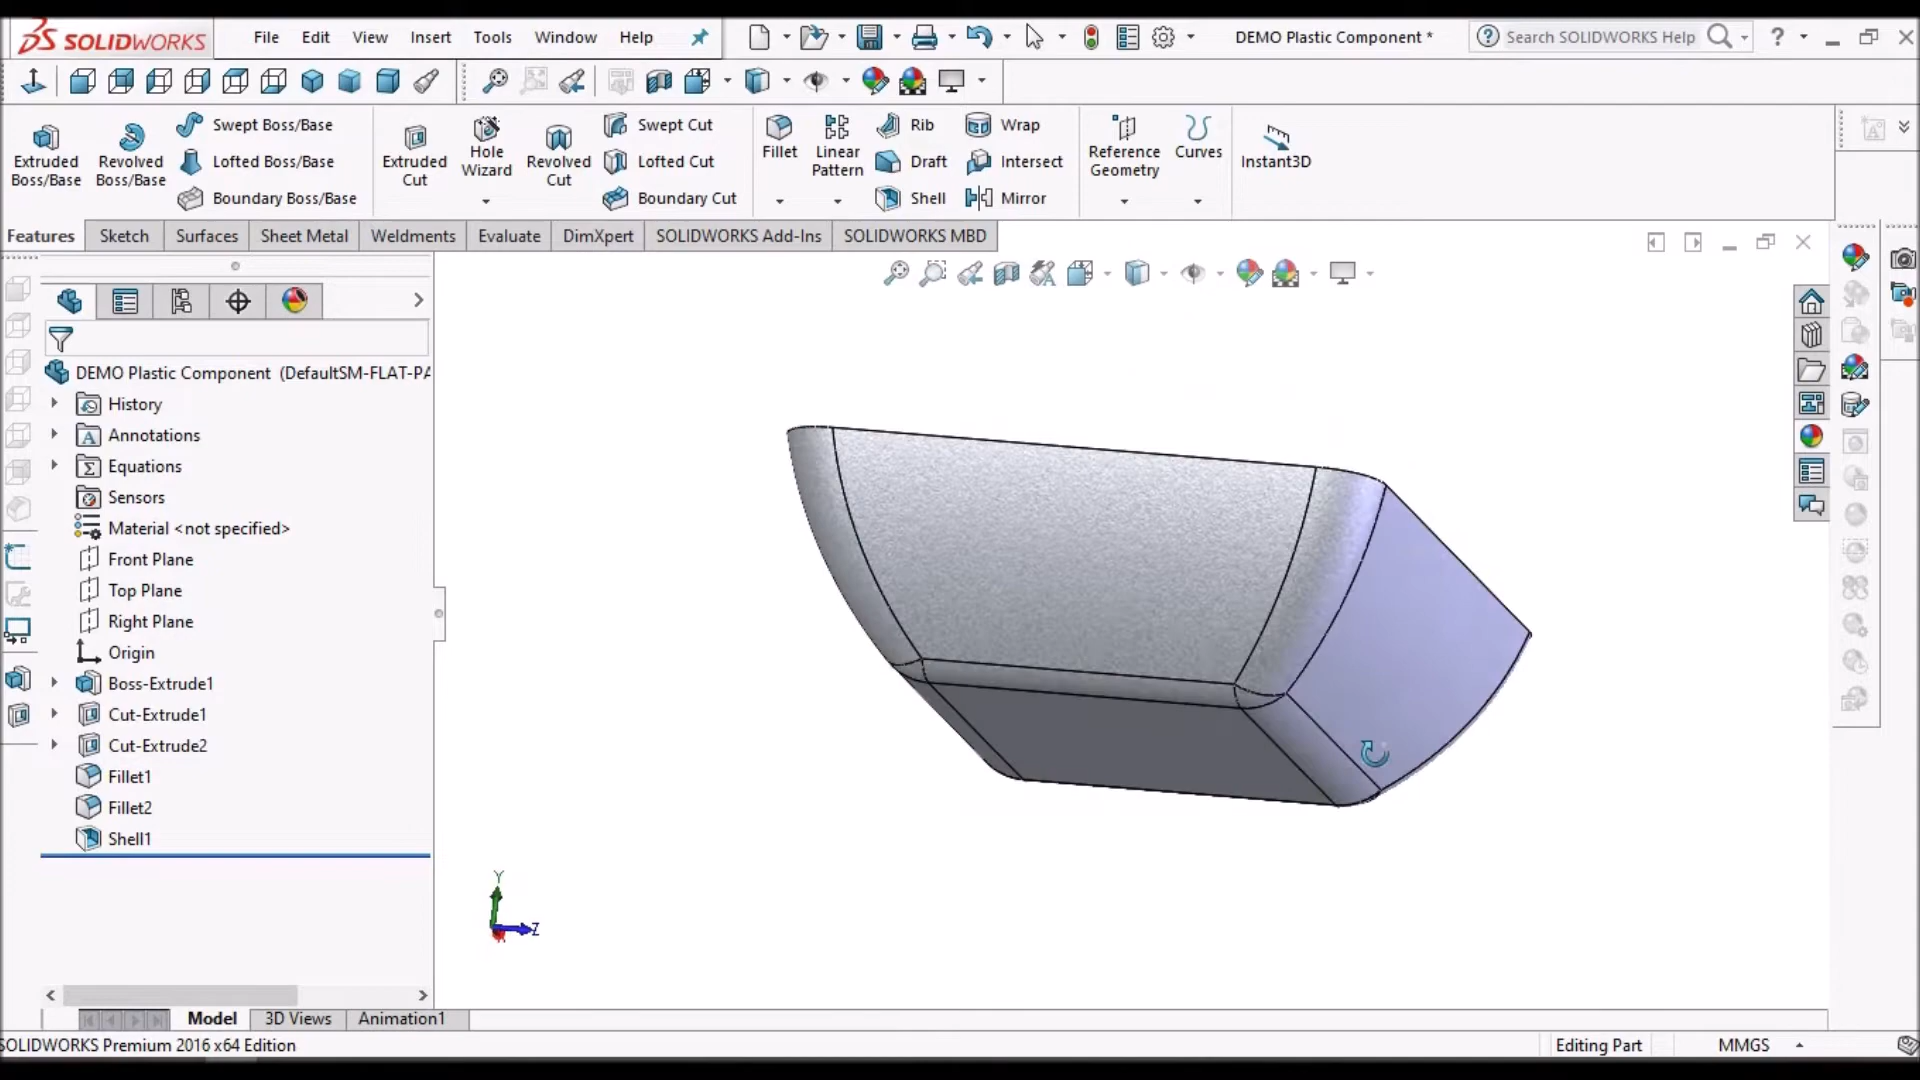 SOLIDWORKS File Edit View Insert Tools Window Help DEMO Plastic Component * Search SOLIDWORKS Help ?
Extruded Boss/Base
Revolved Boss/Base
Swept Boss/Base
Lofted Boss/Base
Boundary Boss/Base
Extruded Cut
Hole Wizard
Revolved Cut
Swept Cut
Lofted Cut
Boundary Cut
Fillet
Linear Pattern
Rib
Draft
Shell
Wrap
Intersect
Mirror
Reference Geometry
Curves
Instant3D
Features Sketch Surfaces Sheet Metal Weldments Evaluate DimXpert SOLIDWORKS Add-Ins SOLIDWORKS MBD
DEMO Plastic Component (DefaultSM-FLAT-PA
History
Annotations
Equations
Sensors
Material <not specified>
Front Plane
Top Plane
Right Plane
Origin
Boss-Extrude1
Cut-Extrude1
Cut-Extrude2
Fillet1
Fillet2
Shell1
Y
Z
Model 3D Views Animation1
SOLIDWORKS Premium 2016 x64 Edition Editing Part MMGS